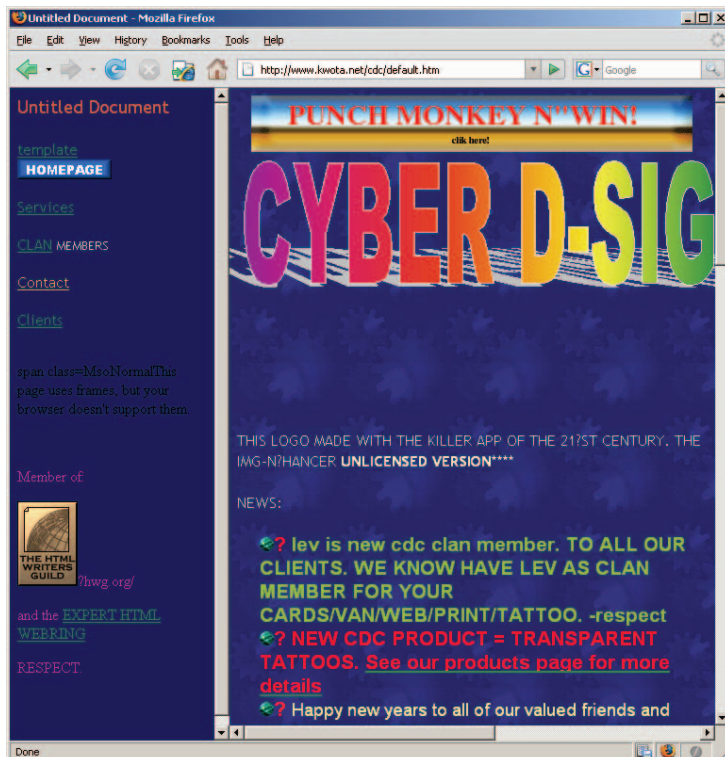 Untitled Document - Mozilla Firefox
File Edit View History Bookmarks Tools Help
http://www.kwota.net/cdc/default.htm
G Google
Untitled Document
template
HOMEPAGE
Services
CLAN MEMBERS
Contact
Clients
span class=MsoNormalThis
page uses frames, but your
browser doesn't support them.
Member of:
THE HTML
WRITERS
GUILD
?hwg.org/
and the EXPERT HTML
WEBRING
RESPECT.
PUNCH MONKEY N"WIN!
clik here!
CYBER D-SIG
THIS LOGO MADE WITH THE KILLER APP OF THE 21?ST CENTURY. THE
IMG-N?HANCER UNLICENSED VERSION****
NEWS:
? lev is new cdc clan member. TO ALL OUR
CLIENTS. WE KNOW HAVE LEV AS CLAN
MEMBER FOR YOUR
CARDS/VAN/WEB/PRINT/TATTOO. -respect
? NEW CDC PRODUCT = TRANSPARENT
TATTOOS. See our products page for more
details
? Happy new years to all of our valued friends and
Done